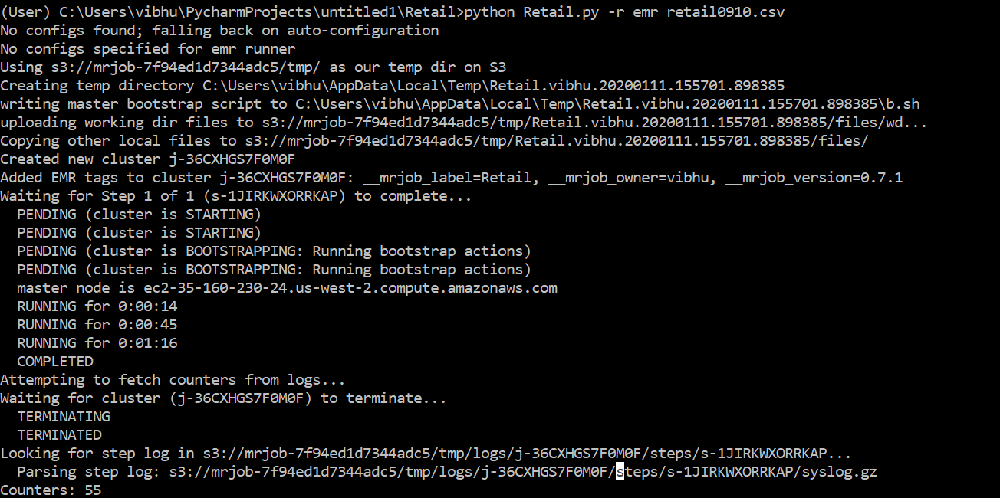 (User) C:\Users\vibhu\PycharmProjects\untitled1\Retail>python Retail.py -r emr retail0910.csv
No configs found; falling back on auto-configuration
No configs specified for emr runner
Using s3://mrjob-7f94ed1d7344adc5/tmp/ as our temp dir on S3
Creating temp directory C:\Users\vibhu\AppData\Local\Temp\Retail.vibhu.20200111.155701.898385
writing master bootstrap script to C:\Users\vibhu\AppData\Local\Temp\Retail.vibhu.20200111.155701.898385\b.sh
uploading working dir files to s3://mrjob-7f94ed1d7344adc5/tmp/Retail.vibhu.20200111.155701.898385/files/wd...
Copying other local files to s3://mrjob-7f94ed1d7344adc5/tmp/Retail.vibhu.20200111.155701.898385/files/
Created new cluster j-36CXHGS7F0M0F
Added EMR tags to cluster j-36CXHGS7F0M0F: __mrjob_label=Retail, __mrjob_owner=vibhu, __mrjob_version=0.7.1
Waiting for Step 1 of 1 (s-1JIRKWXORRKAP) to complete...
  PENDING (cluster is STARTING)
  PENDING (cluster is STARTING)
  PENDING (cluster is BOOTSTRAPPING: Running bootstrap actions)
  PENDING (cluster is BOOTSTRAPPING: Running bootstrap actions)
  master node is ec2-35-160-230-24.us-west-2.compute.amazonaws.com
  RUNNING for 0:00:14
  RUNNING for 0:00:45
  RUNNING for 0:01:16
  COMPLETED
Attempting to fetch counters from logs...
Waiting for cluster (j-36CXHGS7F0M0F) to terminate...
  TERMINATING
  TERMINATED
Looking for step log in s3://mrjob-7f94ed1d7344adc5/tmp/logs/j-36CXHGS7F0M0F/steps/s-1JIRKWXORRKAP...
  Parsing step log: s3://mrjob-7f94ed1d7344adc5/tmp/logs/j-36CXHGS7F0M0F/steps/s-1JIRKWXORRKAP/syslog.gz
Counters: 55